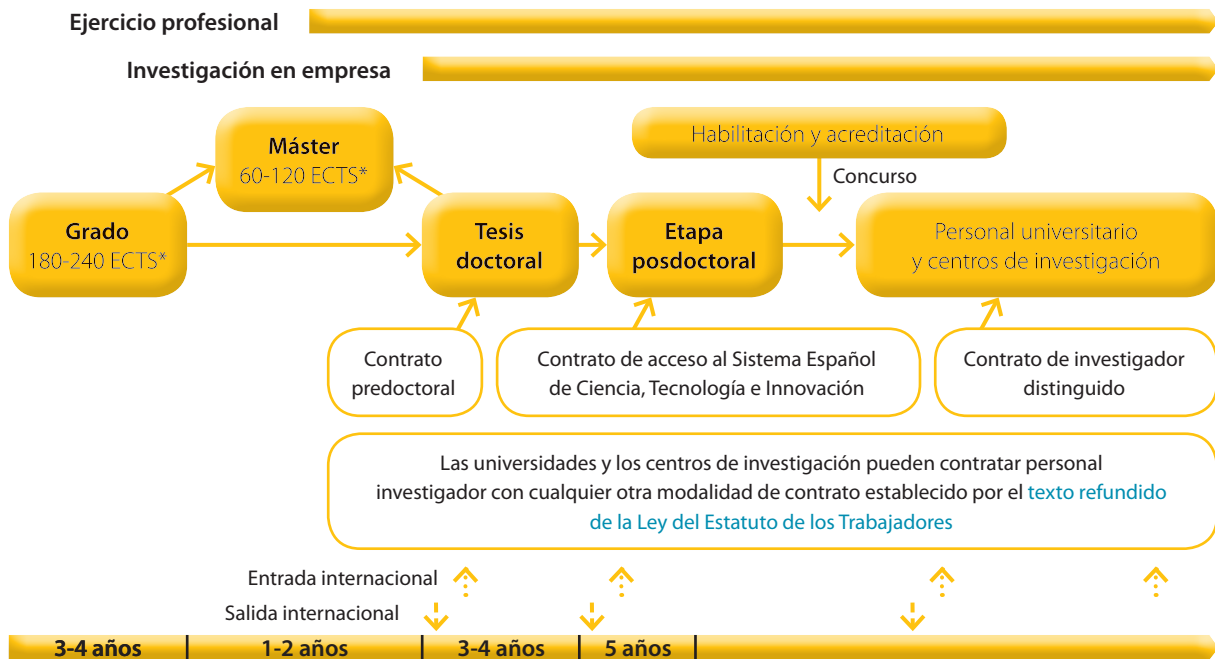 Ejercicio profesional
Investigación en empresa
Máster
60-120 ECTS*
Habilitación y acreditación
Concurso
Grado
180-240 ECTS*
Tesis
doctoral
Etapa
posdoctoral
Personal universitario
y centros de investigación
Contrato
predoctoral
Contrato de acceso al Sistema Español
de Ciencia, Tecnología e Innovación
Contrato de investigador
distinguido
Las universidades y los centros de investigación pueden contratar personal
investigador con cualquier otra modalidad de contrato establecido por el texto refundido
de la Ley del Estatuto de los Trabajadores
Entrada internacional
Salida internacional
3-4 años
1-2 años
3-4 años
5 años